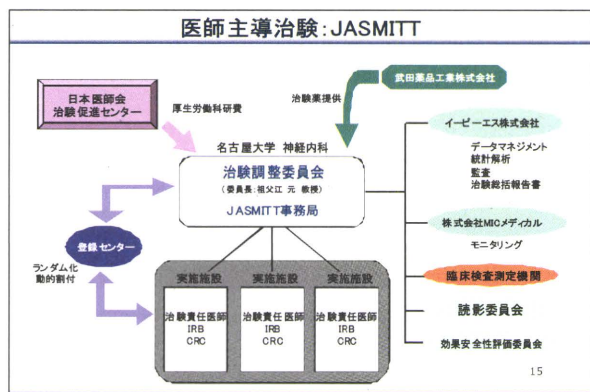 医師主導治験:JASMITT
日本医師会
治験促進センター
厚生労働科研費
治験薬提供
武田薬品工業株式会社
名古屋大学 神経内科
治験調整委員会
(委員長:祖父江 元 教授)
JASMITT事務局
イーピーエス株式会社
データマネジメント
統計解析
監査
治験総括報告書
株式会社MICメディカル
モニタリング
登録センター
ランダム化
動的割付
実施施設
治験責任医師
IRB
CRC
実施施設
治験責任医師
IRB
CRC
実施施設
治験責任医師
IRB
CRC
臨床検査測定機関
読影委員会
効果安全性評価委員会
15